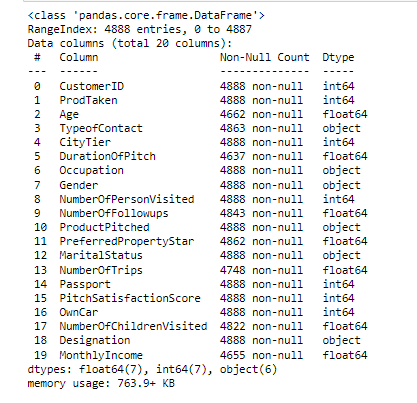 <class 'pandas.core.frame.DataFrame'>
RangeIndex: 4888 entries, 0 to 4887
Data columns (total 20 columns):
 #   Column                   Non-Null Count  Dtype
---  ------                   --------------  -----
 0   CustomerID               4888 non-null   int64
 1   ProdTaken                4888 non-null   int64
 2   Age                      4662 non-null   float64
 3   TypeofContact            4863 non-null   object
 4   CityTier                 4888 non-null   int64
 5   DurationOfPitch          4637 non-null   float64
 6   Occupation               4888 non-null   object
 7   Gender                   4888 non-null   object
 8   NumberOfPersonVisited    4888 non-null   int64
 9   NumberOfFollowups        4843 non-null   float64
 10  ProductPitched           4888 non-null   object
 11  PreferredPropertyStar    4862 non-null   float64
 12  MaritalStatus            4888 non-null   object
 13  NumberOfTrips            4748 non-null   float64
 14  Passport                 4888 non-null   int64
 15  PitchSatisfactionScore   4888 non-null   int64
 16  OwnCar                   4888 non-null   int64
 17  NumberOfChildrenVisited  4822 non-null   float64
 18  Designation              4888 non-null   object
 19  MonthlyIncome            4655 non-null   float64
dtypes: float64(7), int64(7), object(6)
memory usage: 763.9+ KB